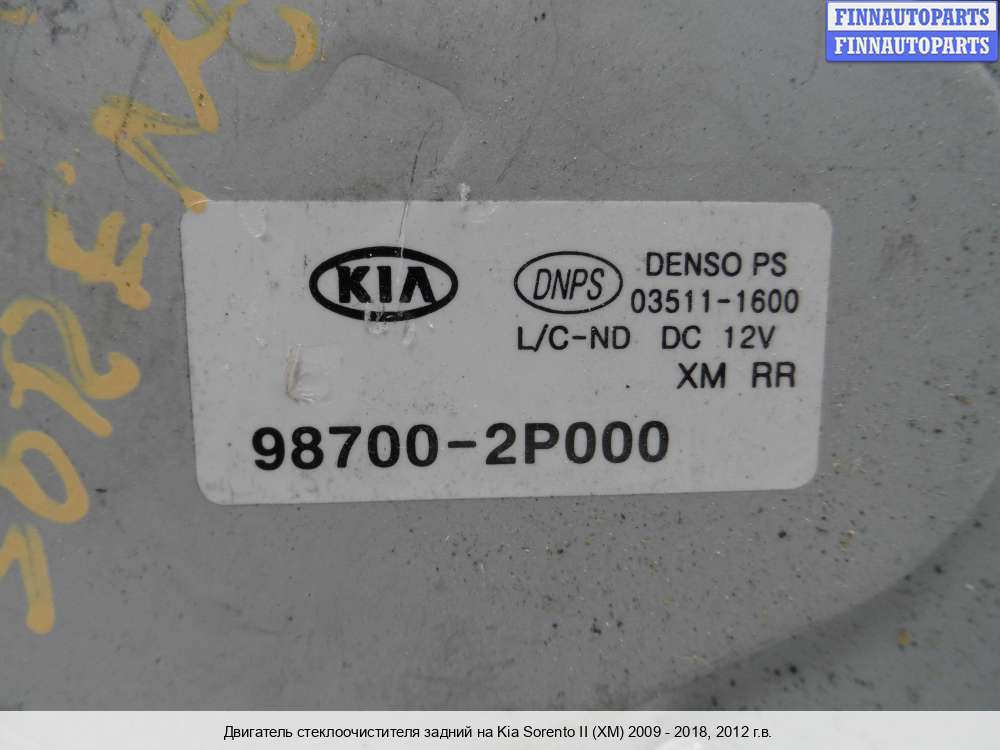 FINNAUTOPARTS
FINNAUTOPARTS
SORENTO
KIA
DNPS
DENSO PS
03511-1600
L/C-ND DC 12V
XM RR
98700-2P000
Двигатель стеклоочистителя задний на Kia Sorento II (XM) 2009 - 2018, 2012 г.в.